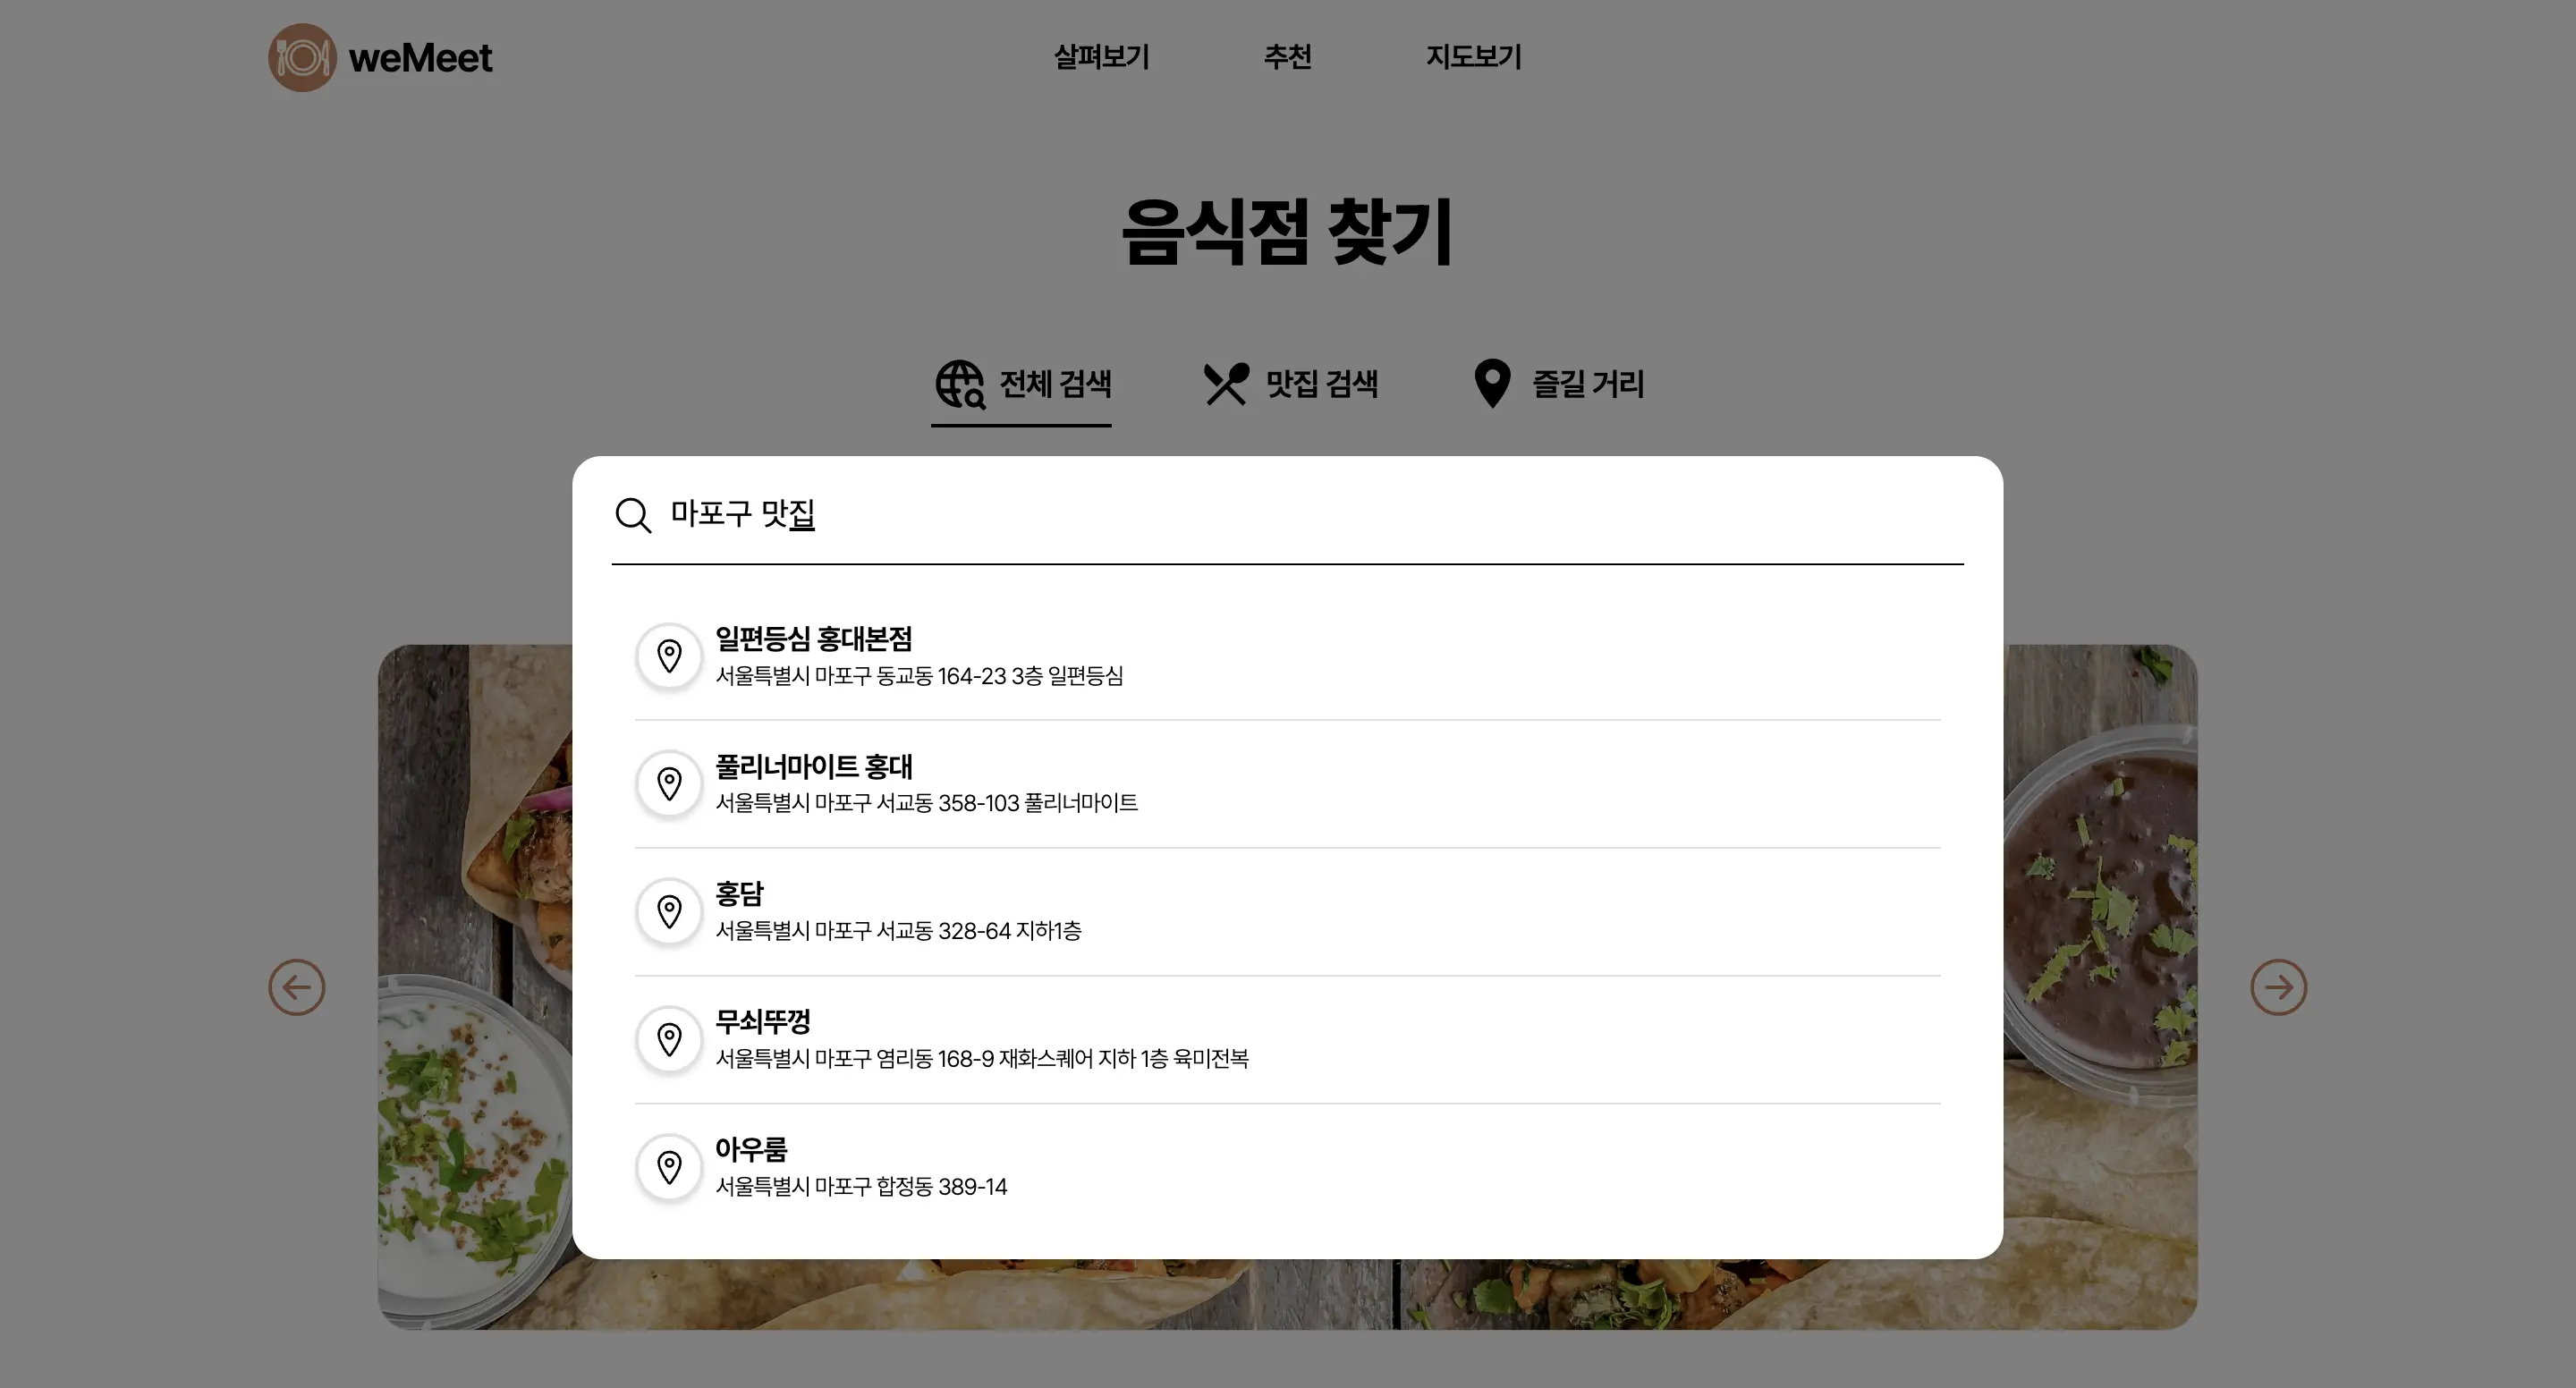 weMeet
살펴보기
추천
지도보기
음식점 찾기
전체 검색
맛집 검색
즐길 거리
마포구 맛집
일편등심 홍대본점
서울특별시 마포구 동교동 164-23 3층 일편등심
풀리너마이트 홍대
서울특별시 마포구 서교동 358-103 풀리너마이트
홍담
서울특별시 마포구 서교동 328-64 지하1층
무쇠뚜껑
서울특별시 마포구 염리동 168-9 재화스퀘어 지하 1층 육미전복
아우룸
서울특별시 마포구 합정동 389-14